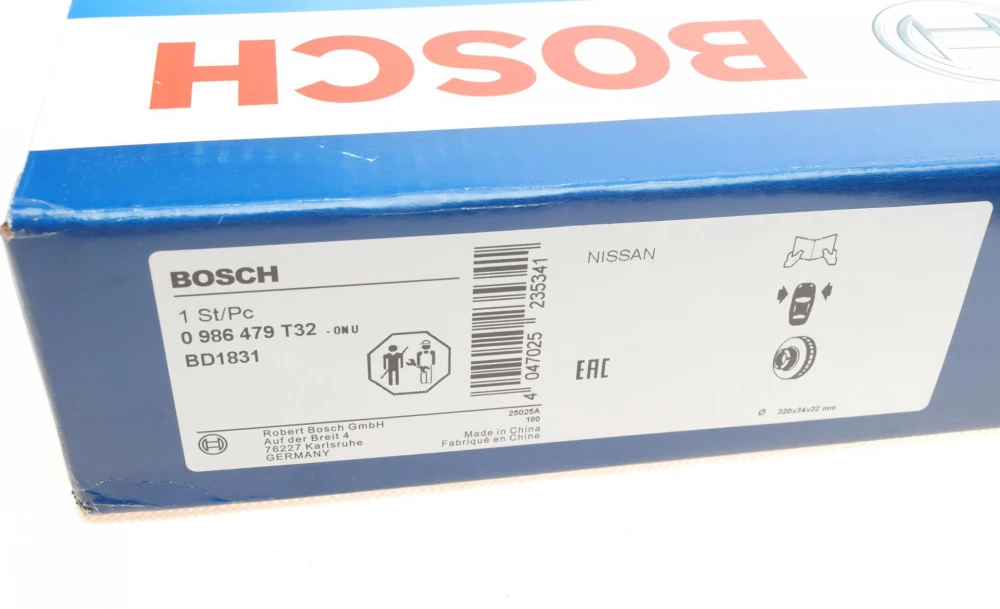 BOSCH
BOSCH
1 St/Pc
0 986 479 T32 - 0NU
BD1831
Robert Bosch GmbH
Auf der Breit 4
76227 Karlsruhe
GERMANY
25025A
180
Made in China
Fabriqué en Chine
4 047025 235341
NISSAN
EAC
Ø 320x34x32 mm